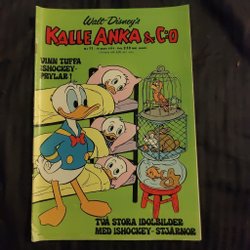 Walt Disney's
KALLE ANKA & C:O
VINN TUFFA
ISHOCKEY-
PRYLAR!
TVÅ STORA IDOLBILDER
MED ISHOCKEY-STJÄRNOR